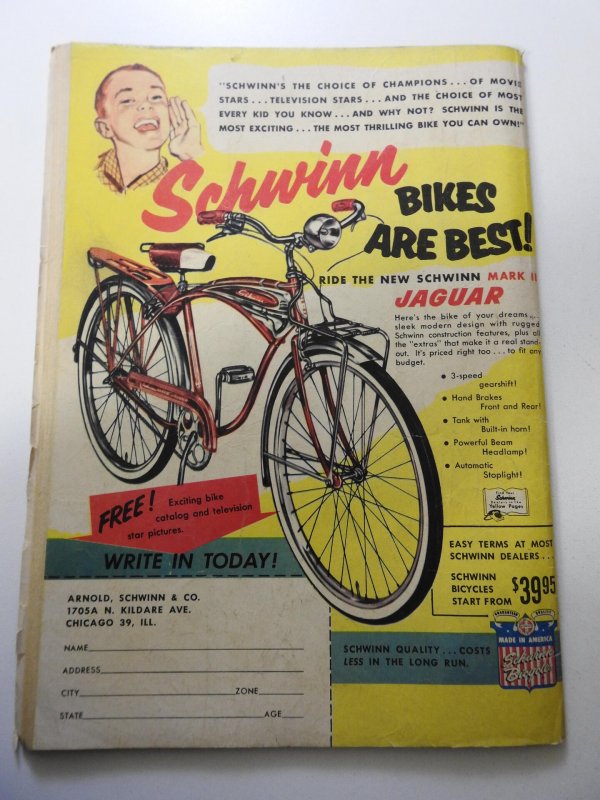 "SCHWINN'S THE CHOICE OF CHAMPIONS...OF MOVIE
STARS...TELEVISION STARS...AND THE CHOICE OF MOST
EVERY KID YOU KNOW...AND WHY NOT? SCHWINN IS THE
MOST EXCITING...THE MOST THRILLING BIKE YOU CAN OWN!"
Schwinn
BIKES
ARE BEST!
RIDE THE NEW SCHWINN MARK II
JAGUAR
Here's the bike of your dreams...
sleek modern design with rugged
Schwinn construction features, plus all
the "extras" that make it a real stand-
out. It's priced right too...to fit any
budget.
• 3-speed
gearshift!
• Hand Brakes
Front and Rear!
• Tank with
Built-in horn!
• Powerful Beam
Headlamp!
• Automatic
Stoplight!
Find Your
Schwinn
Yellow Pages
FREE! Exciting bike
catalog and television
star pictures.
WRITE IN TODAY!
ARNOLD, SCHWINN & CO.
1705A N. KILDARE AVE.
CHICAGO 39, ILL.
NAME
ADDRESS
CITY ZONE
STATE AGE
EASY TERMS AT MOST
SCHWINN DEALERS...
SCHWINN
BICYCLES
START FROM $39.95
SCHWINN QUALITY...COSTS
LESS IN THE LONG RUN.
MADE IN AMERICA
Schwinn
Bicycles